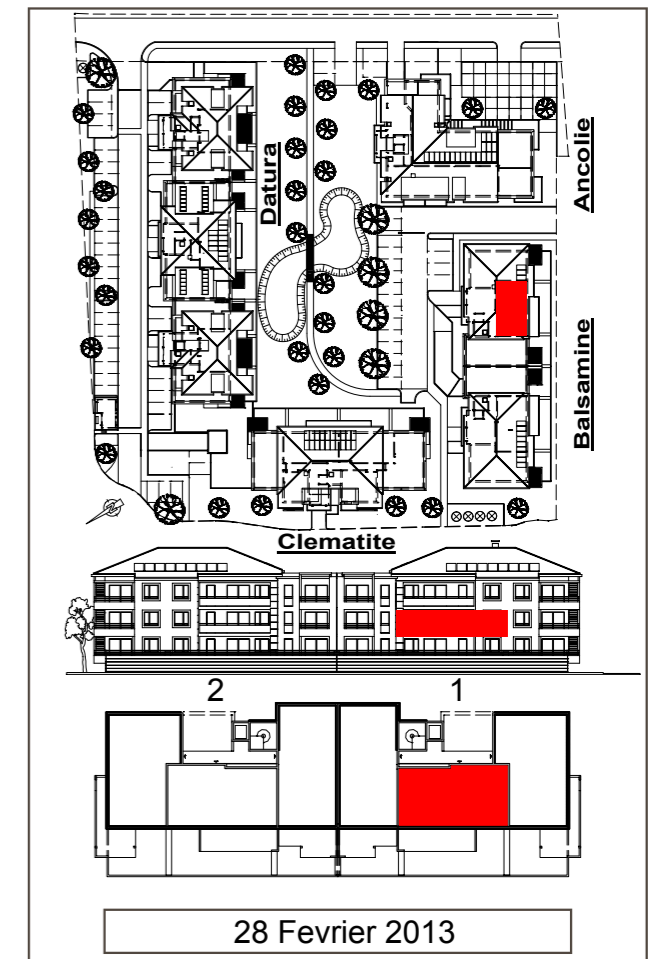 Datura
Ancolie
Balsamine
Clematite
2 1
28 Fevrier 2013